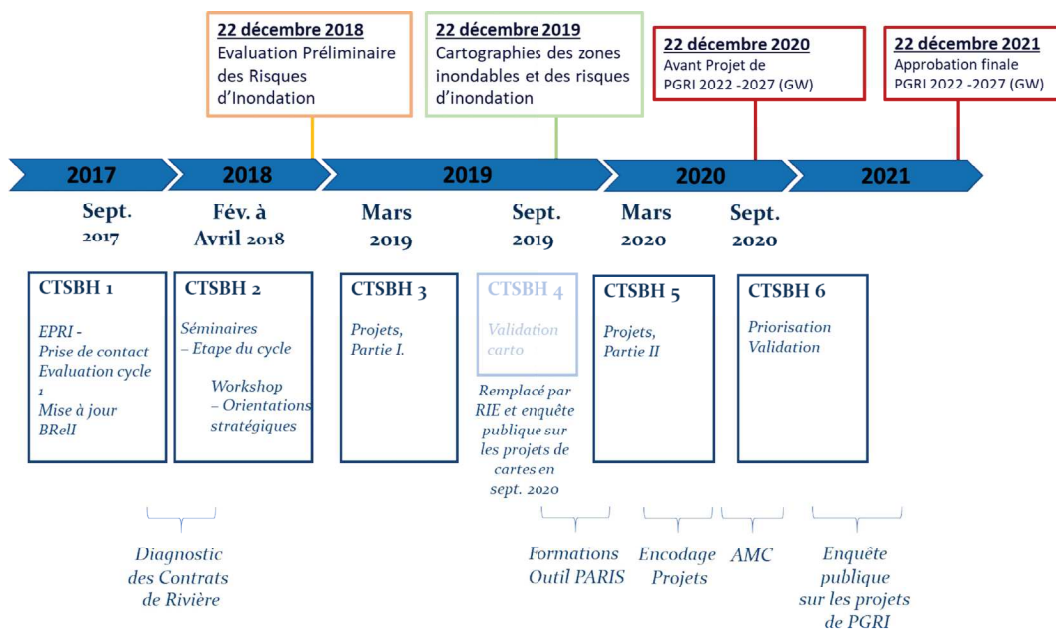 22 décembre 2018
Evaluation Préliminaire
des Risques
d'Inondation
22 décembre 2019
Cartographies des zones
inondables et des risques
d'inondation
22 décembre 2020
Avant Projet de
PGRI 2022 -2027 (GW)
22 décembre 2021
Approbation finale
PGRI 2022 -2027 (GW)
2017
2018
2019
2020
2021
Sept.
2017
Fév. à
Avril 2018
Mars
2019
Sept.
2019
Mars
2020
Sept.
2020
CTSBH 1
EPRI -
Prise de contact
Evaluation cycle
1
Mise à jour
BRelI
CTSBH 2
Séminaires
– Etape du cycle
Workshop
– Orientations
stratégiques
CTSBH 3
Projets,
Partie I.
CTSBH 4
Validation
carto
Remplacé par
RIE et enquête
publique sur
les projets de
cartes en
sept. 2020
CTSBH 5
Projets,
Partie II
CTSBH 6
Priorisation
Validation
Diagnostic
des Contrats
de Rivière
Formations
Outil PARIS
Encodage
Projets
AMC
Enquête
publique
sur les projets
de PGRI